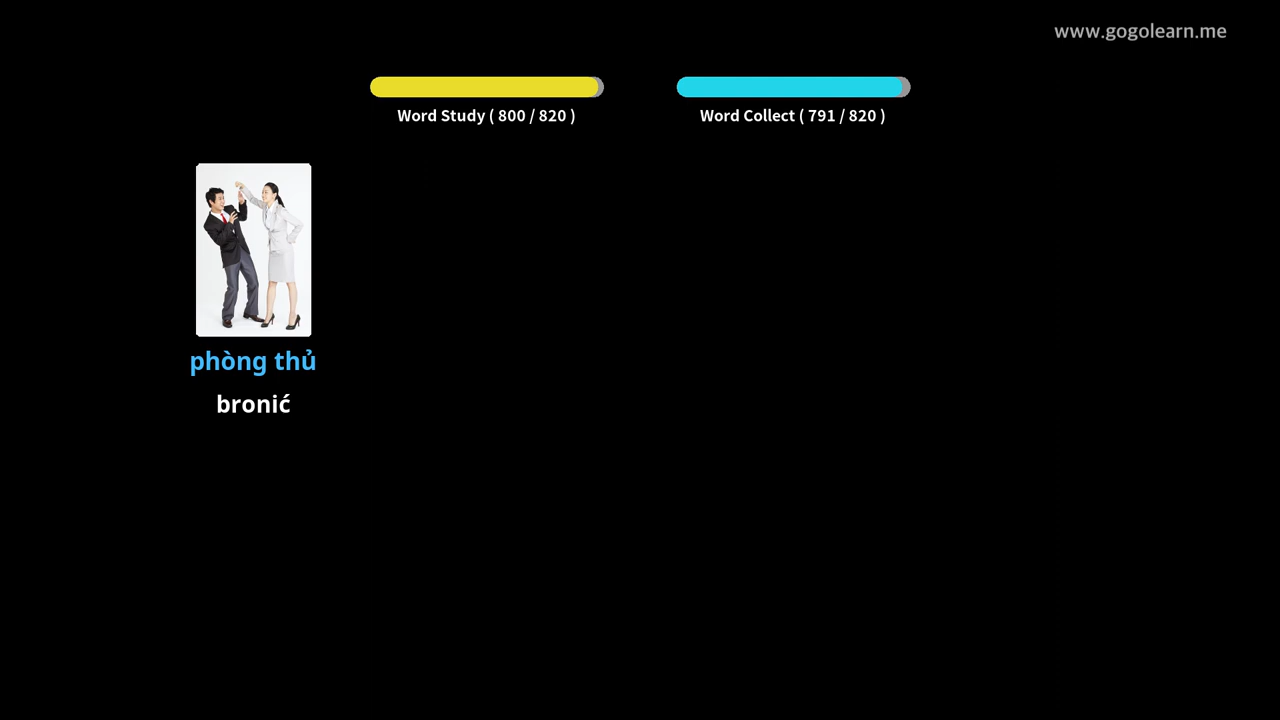 www.gogolearn.me
Word Study ( 800 / 820 )
Word Collect ( 791 / 820 )
phòng thủ
bronić